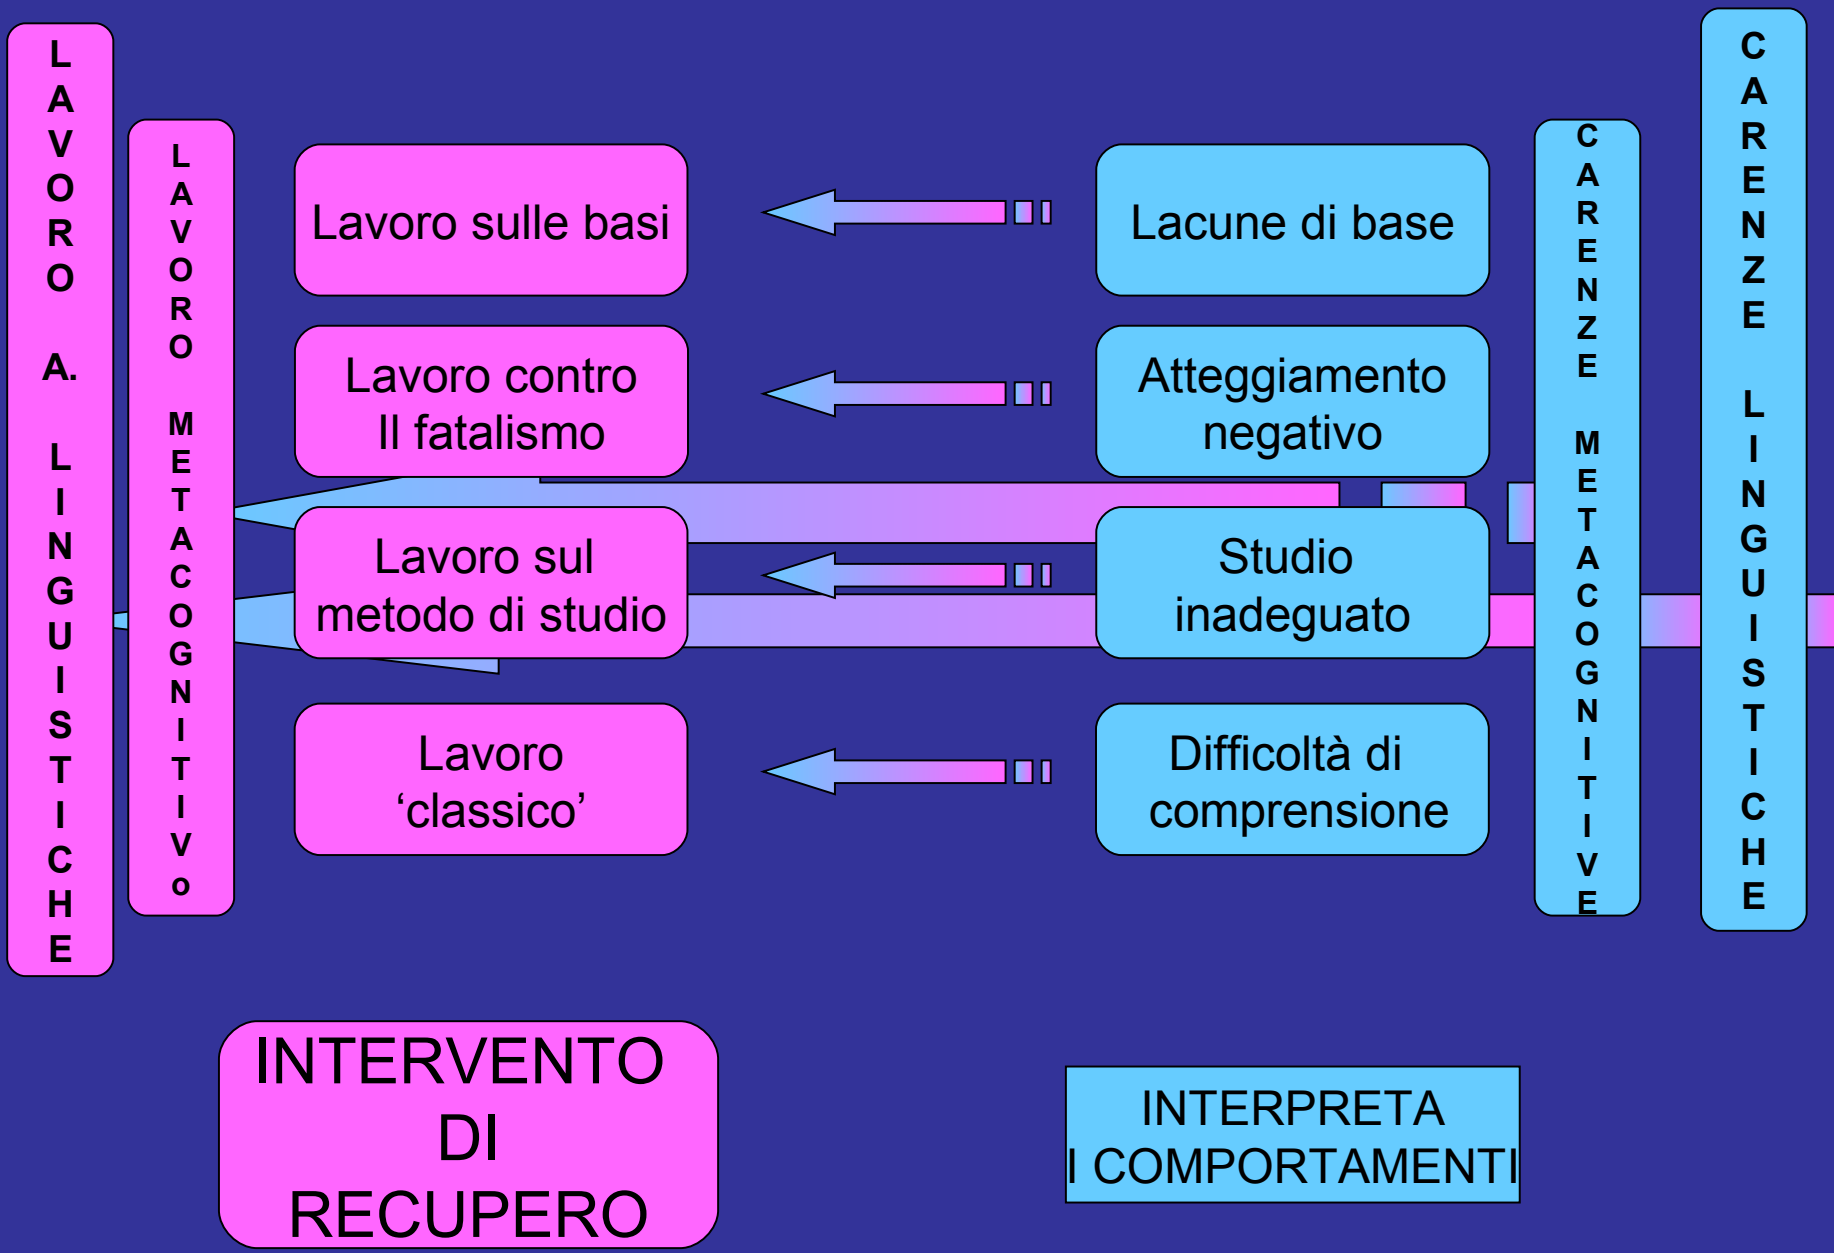 LAVORO A. LINGUISTICHE
LAVORO METACOGNITIVo
Lavoro sulle basi
Lacune di base
Lavoro contro
Il fatalismo
Atteggiamento
negativo
Lavoro sul
metodo di studio
Studio
inadeguato
Lavoro
‘classico’
Difficoltà di
comprensione
CARENZE METACOGNITIVE
CARENZE LINGUISTICHE
INTERVENTO
DI
RECUPERO
INTERPRETA
I COMPORTAMENTI